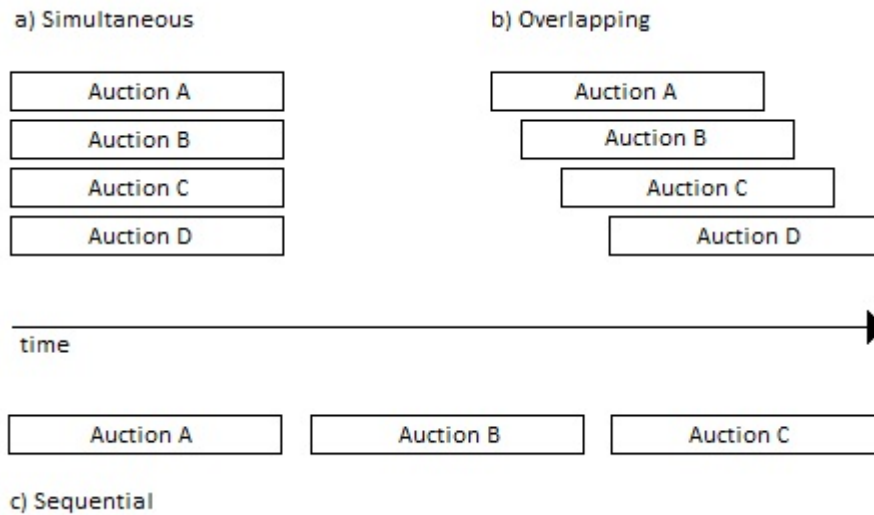 a) Simultaneous
Auction A
Auction B
Auction C
Auction D
b) Overlapping
Auction A
Auction B
Auction C
Auction D
time
Auction A
Auction B
Auction C
c) Sequential